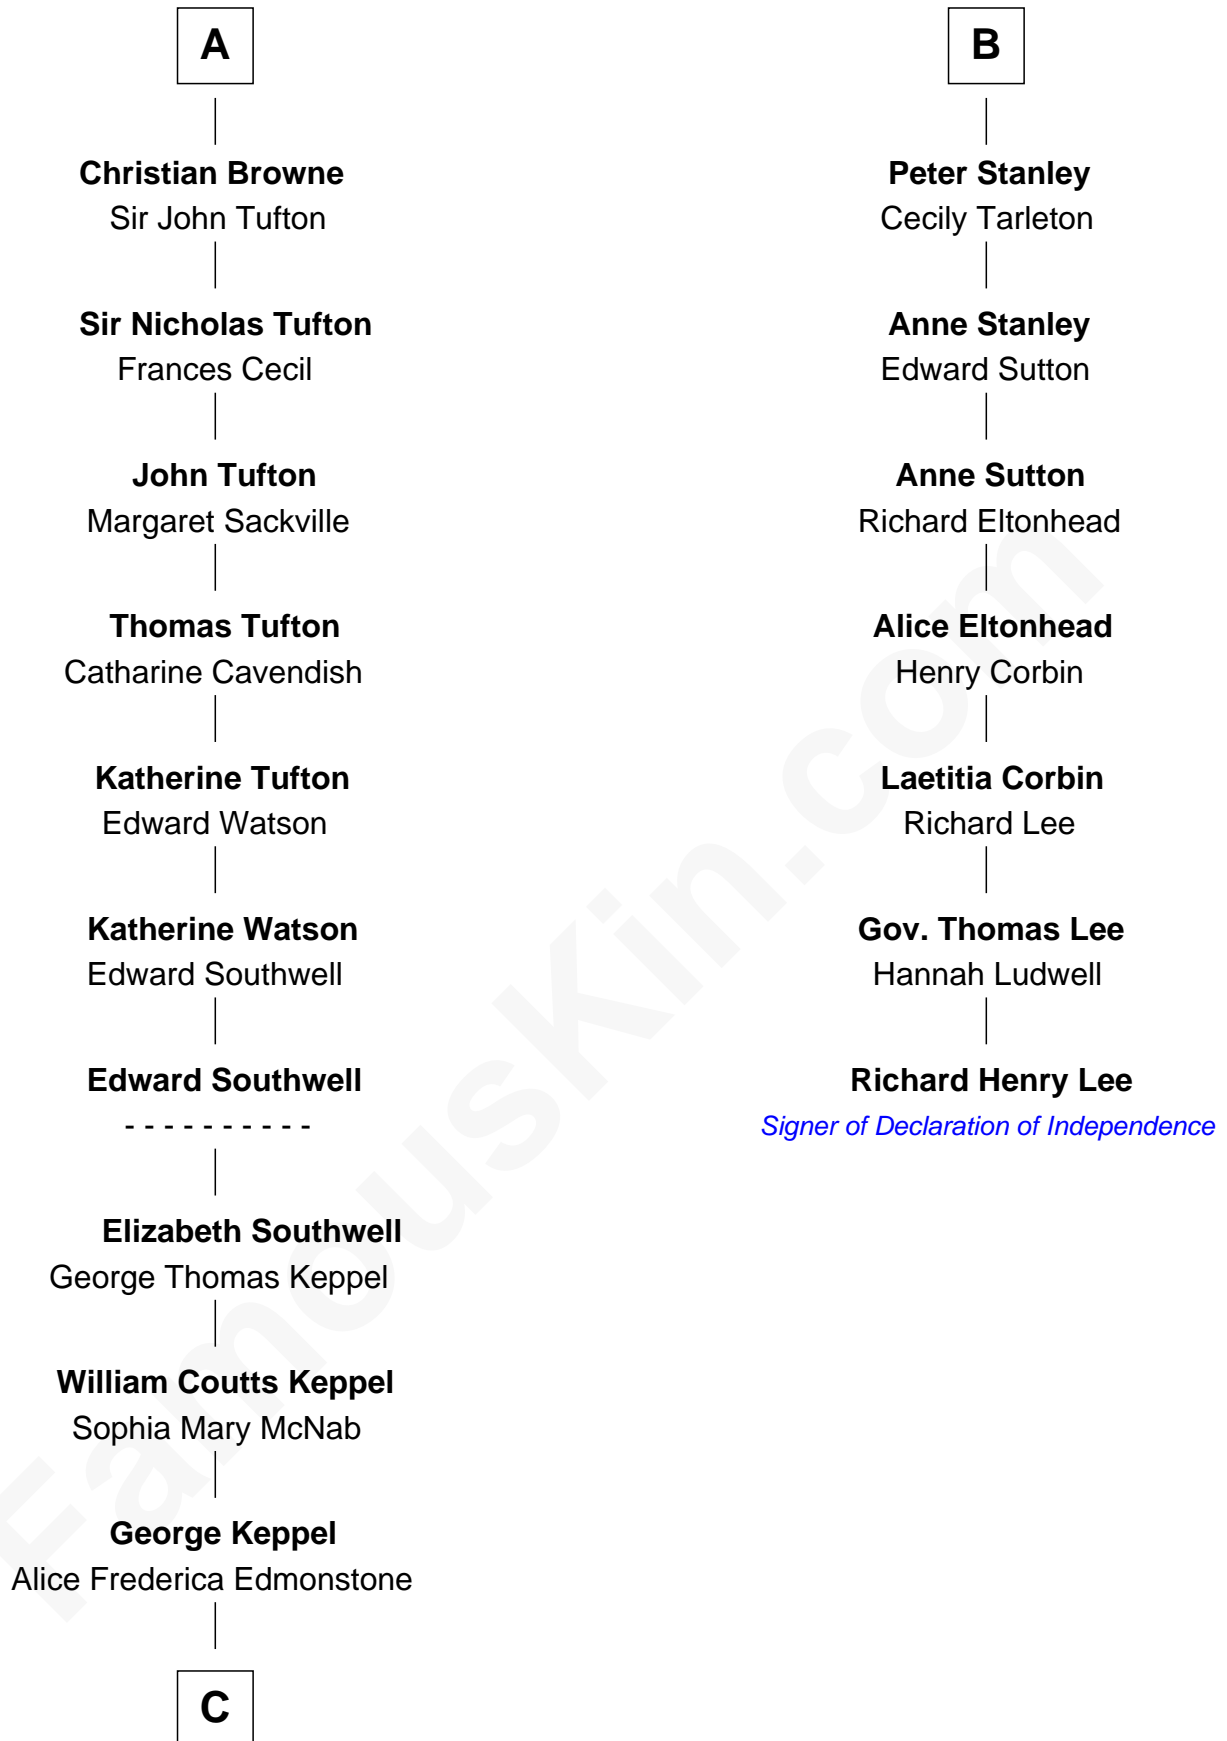 A
Christian Browne
Sir John Tufton
Sir Nicholas Tufton
Frances Cecil
John Tufton
Margaret Sackville
Thomas Tufton
Catharine Cavendish
Katherine Tufton
Edward Watson
Katherine Watson
Edward Southwell
Edward Southwell
- - - - - - - - - -
Elizabeth Southwell
George Thomas Keppel
William Coutts Keppel
Sophia Mary McNab
George Keppel
Alice Frederica Edmonstone
C
B
Peter Stanley
Cecily Tarleton
Anne Stanley
Edward Sutton
Anne Sutton
Richard Eltonhead
Alice Eltonhead
Henry Corbin
Laetitia Corbin
Richard Lee
Gov. Thomas Lee
Hannah Ludwell
Richard Henry Lee
Signer of Declaration of Independence
FamousKin.com